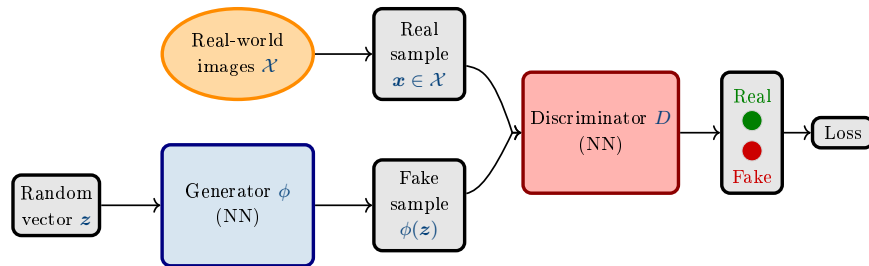 Real-world
images 𝒳
Real
sample
𝒙 ∈ 𝒳
Discriminator D
(NN)
Real
Fake
Loss
Random
vector 𝒛
Generator ϕ
(NN)
Fake
sample
ϕ(𝒛)